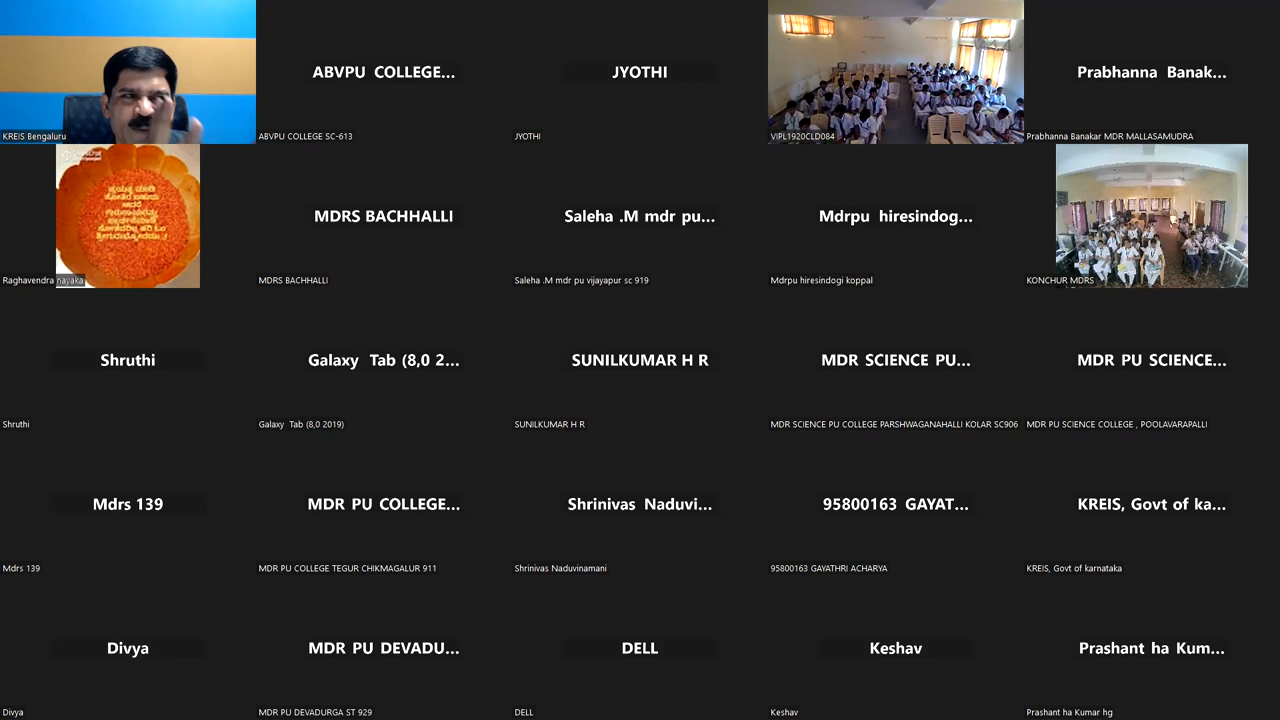 KREIS Bengaluru
ABVPU COLLEGE...
ABVPU COLLEGE SC-613
JYOTHI
JYOTHI
VIPL1920CLD084
Prabhanna Banak...
Prabhanna Banakar MDR MALLASAMUDRA
Raghavendra nayaka
MDRS BACHHALLI
MDRS BACHHALLI
Saleha .M mdr pu...
Saleha .M mdr pu vijayapur sc 919
Mdrpu hiresindog...
Mdrpu hiresindogi koppal
KONCHUR MDRS
Shruthi
Shruthi
Galaxy Tab (8,0 2...
Galaxy Tab (8,0 2019)
SUNILKUMAR H R
SUNILKUMAR H R
MDR SCIENCE PU...
MDR SCIENCE PU COLLEGE PARSHWAGANAHALLI KOLAR SC906
MDR PU SCIENCE...
MDR PU SCIENCE COLLEGE , POOLAVARAPALLI
Mdrs 139
Mdrs 139
MDR PU COLLEGE...
MDR PU COLLEGE TEGUR CHIKMAGALUR 911
Shrinivas Naduvi...
Shrinivas Naduvinamani
95800163 GAYAT...
95800163 GAYATHRI ACHARYA
KREIS, Govt of ka...
KREIS, Govt of karnataka
Divya
Divya
MDR PU DEVADU...
MDR PU DEVADURGA ST 929
DELL
DELL
Keshav
Keshav
Prashant ha Kum...
Prashant ha Kumar hg